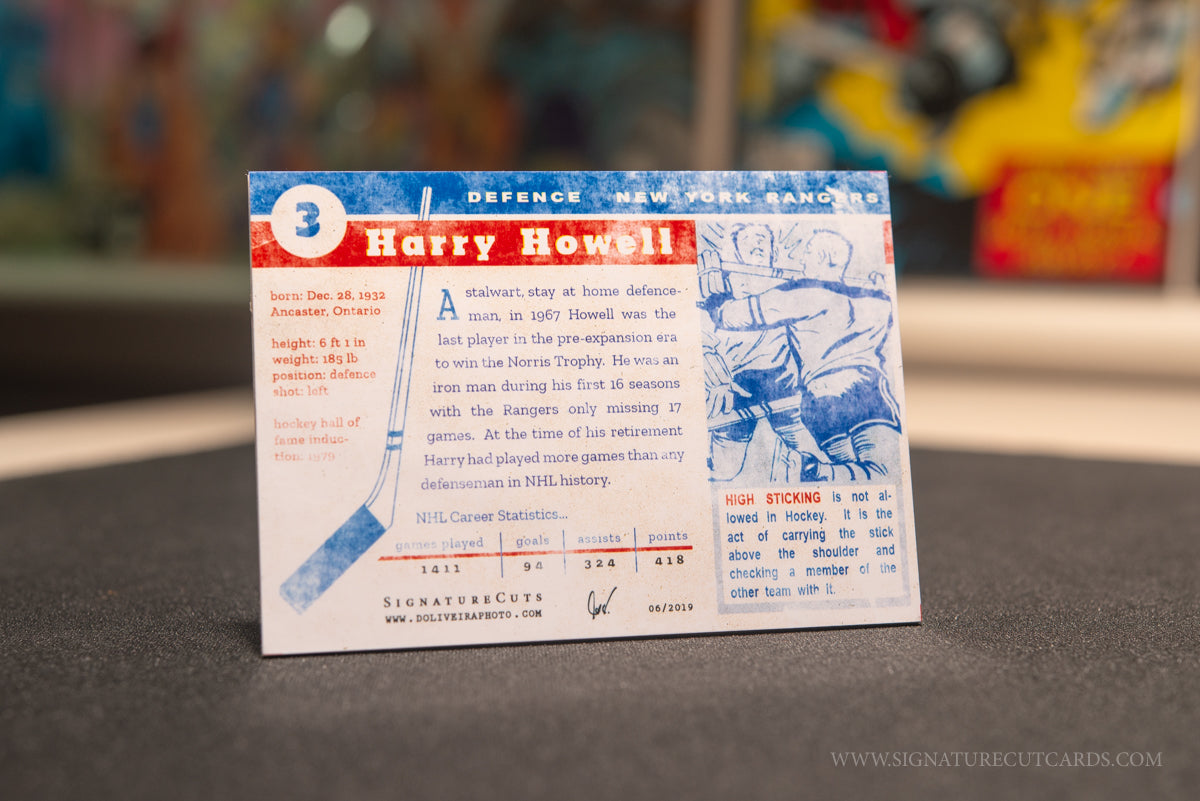 DEFENCE NEW YORK RANGERS
3
Harry Howell
born: Dec. 28, 1932
Ancaster, Ontario
height: 6 ft 1 in
weight: 185 lb
position: defence
shot: left
hockey hall of
fame induc-
tion: 1979
A stalwart, stay at home defence-
man, in 1967 Howell was the
last player in the pre-expansion era
to win the Norris Trophy. He was an
iron man during his first 16 seasons
with the Rangers only missing 17
games. At the time of his retirement
Harry had played more games than any
defenseman in NHL history.
NHL Career Statistics...
games played goals assists points
1411 94 324 418
SIGNATURECUTS
WWW.DOLIVEIRAPHOTO.COM
06/2019
HIGH STICKING is not al-
lowed in Hockey. It is the
act of carrying the stick
above the shoulder and
checking a member of the
other team with it.
WWW.SIGNATURECUTCARDS.COM